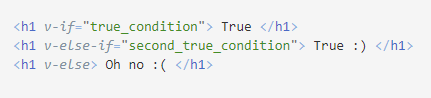 <h1 v-if="true_condition"> True </h1>
<h1 v-else-if="second_true_condition"> True :) </h1>
<h1 v-else> Oh no :( </h1>